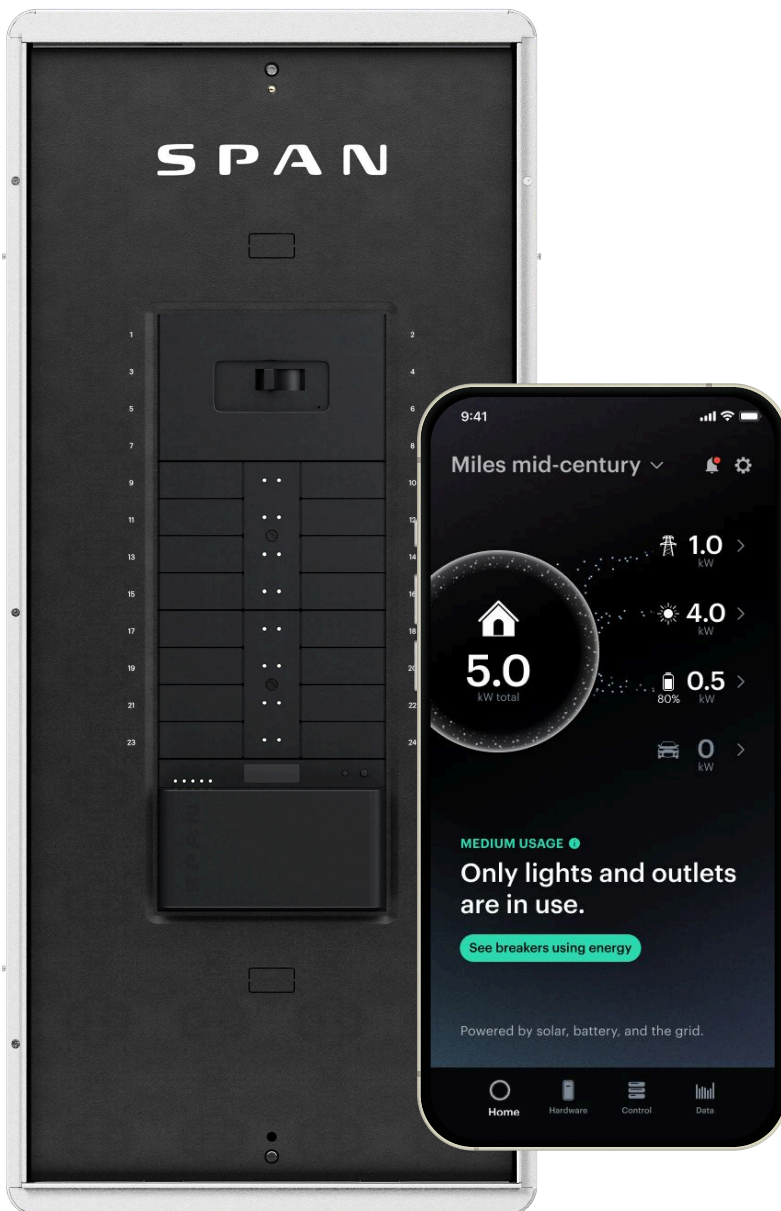 SPAN
1
2
3
4
5
6
7
8
9
10
11
12
13
14
15
16
17
18
19
20
21
22
23
24
9:41
Miles mid-century
1.0
kW
4.0
kW
5.0
kW total
0.5
80%
kW
0
kW
MEDIUM USAGE
Only lights and outlets
are in use.
See breakers using energy
Powered by solar, battery, and the grid.
Home Hardware Control Data